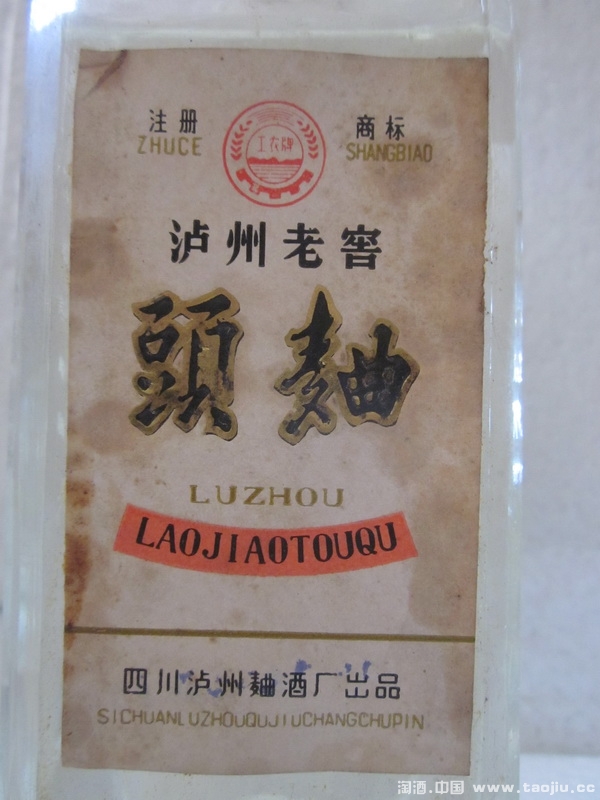 注册 工农牌 商标
ZHUCE SHANGBIAO
泸州老窖
頭麯
LUZHOU
LAOJIAOTOUQU
四川泸州麯酒厂出品
SICHUANLUZHOUQUJIUCHANGCHUPIN
淘酒.中国 www.taojiu.cc